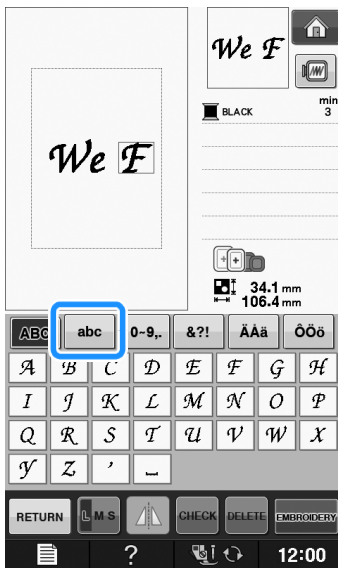 We F
BLACK
min
3
We F
34.1 mm
106.4 mm
ABC abc 0~9,. &?! ÄÅä ÔÖö
A B C D E F G H
I J K L M N O P
Q R S T U V W X
Y Z ’ ⎵
RETURN L M S CHECK DELETE EMBROIDERY
? 12:00